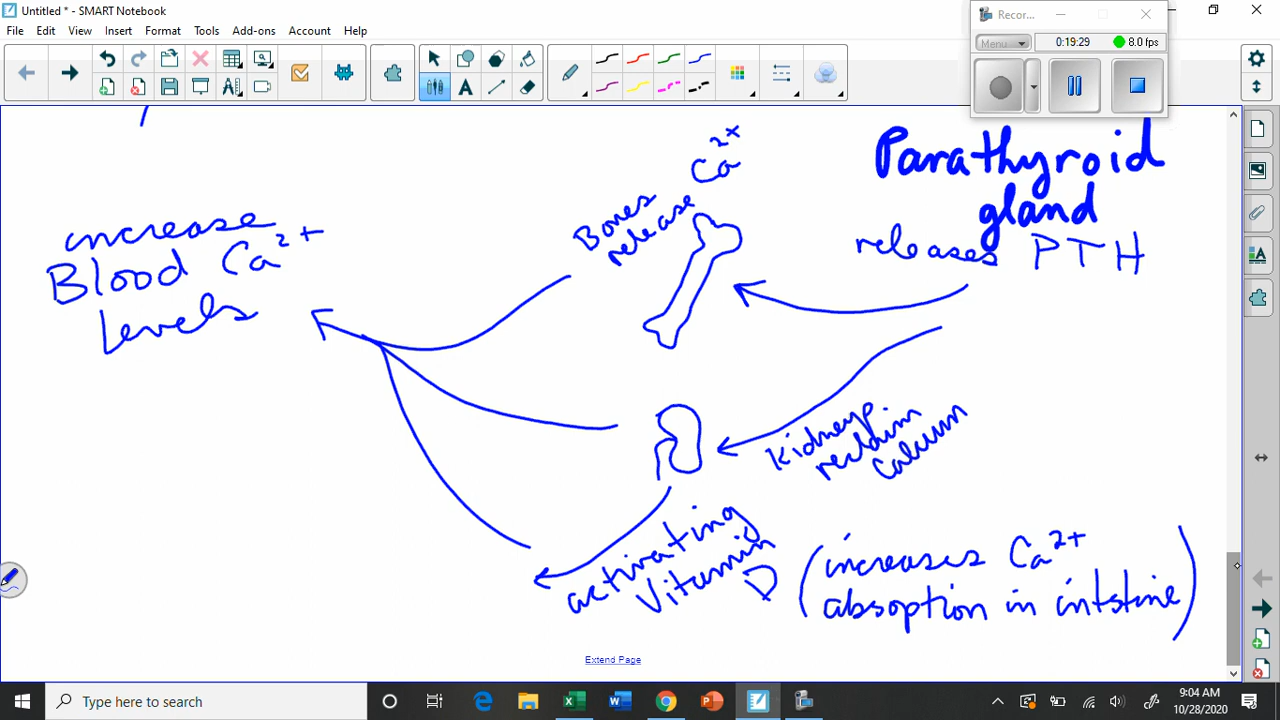 Untitled * - SMART Notebook
Recor...
File Edit View Insert Format Tools Add-ons Account Help
Menu
0:19:29
8.0 fps
Ca2+
Bones
release
Parathyroid
gland
releases PTH
increase
Blood Ca2+
levels
Kidneys
reclaim
calcium
activating
Vitamin
D
(increases Ca2+
absoption in intstine)
Extend Page
Type here to search
9:04 AM
10/28/2020